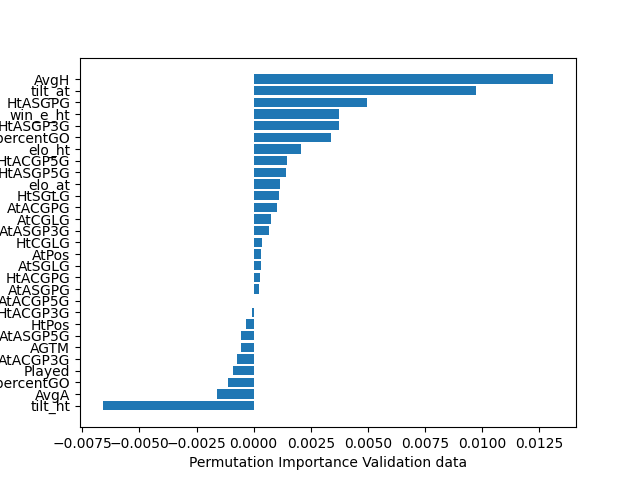 AvgH
tilt_at
HtASGPG
win_e_ht
HtASGP3G
percentGO
elo_ht
HtACGP5G
HtASGP5G
elo_at
HtSGLG
AtACGPG
AtCGLG
AtASGP3G
HtCGLG
AtPos
AtSGLG
HtACGPG
AtASGPG
AtACGP5G
HtACGP3G
HtPos
AtASGP5G
AGTM
AtACGP3G
Played
percentGO
AvgA
tilt_ht
−0.0075 −0.0050 −0.0025 0.0000 0.0025 0.0050 0.0075 0.0100 0.0125
Permutation Importance Validation data